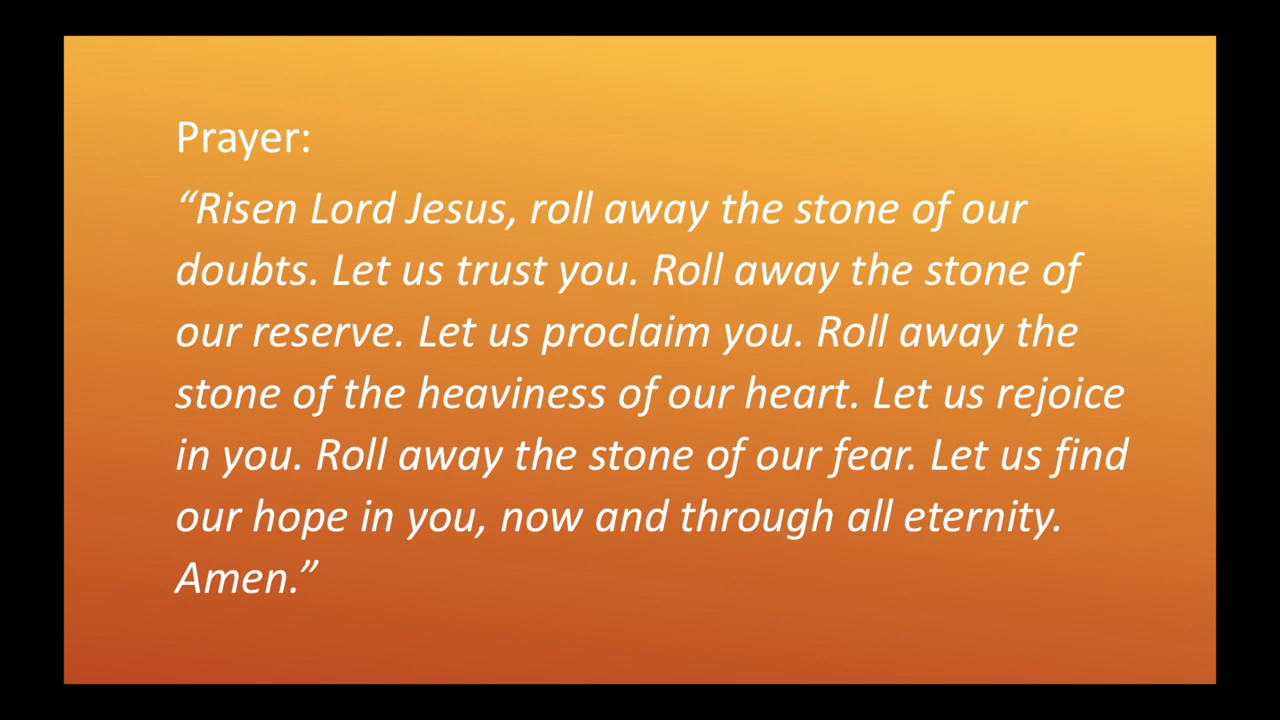 Prayer:
“Risen Lord Jesus, roll away the stone of our
doubts. Let us trust you. Roll away the stone of
our reserve. Let us proclaim you. Roll away the
stone of the heaviness of our heart. Let us rejoice
in you. Roll away the stone of our fear. Let us find
our hope in you, now and through all eternity.
Amen.”